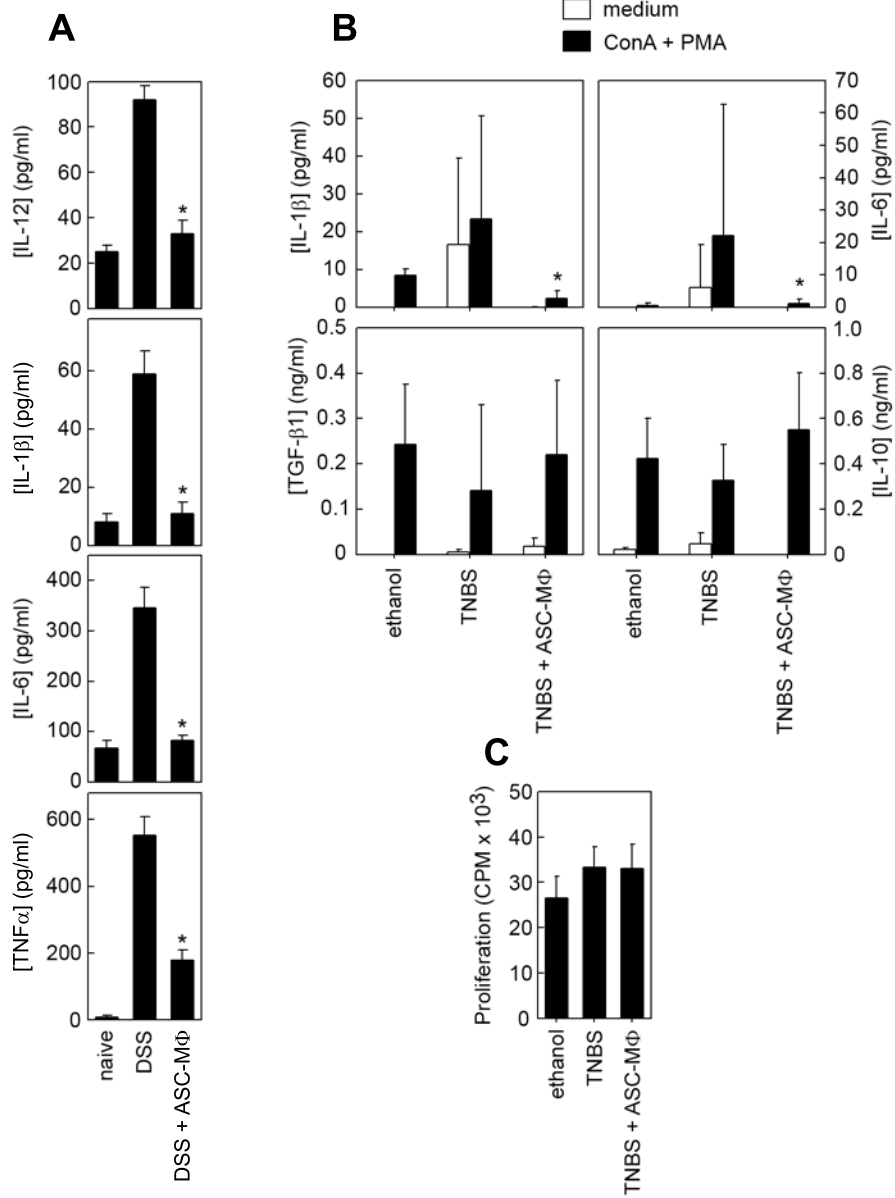 A
B
medium
ConA + PMA
[IL-12] (pg/ml)
100
80
60
40
20
0
*
[IL-1β] (pg/ml)
60
40
20
0
*
[IL-6] (pg/ml)
400
300
200
100
0
*
[TNFα] (pg/ml)
600
400
200
0
*
naive
DSS
DSS + ASC-MΦ
[IL-1β] (pg/ml)
60
50
40
30
20
10
0
*
[IL-6] (pg/ml)
70
60
50
40
30
20
10
0
*
[TGF-β1] (ng/ml)
0.5
0.4
0.3
0.2
0.1
0
[IL-10] (ng/ml)
1.0
0.8
0.6
0.4
0.2
0
ethanol
TNBS
TNBS + ASC-MΦ
ethanol
TNBS
TNBS + ASC-MΦ
C
Proliferation (CPM x 10³)
50
40
30
20
10
0
ethanol
TNBS
TNBS + ASC-MΦ